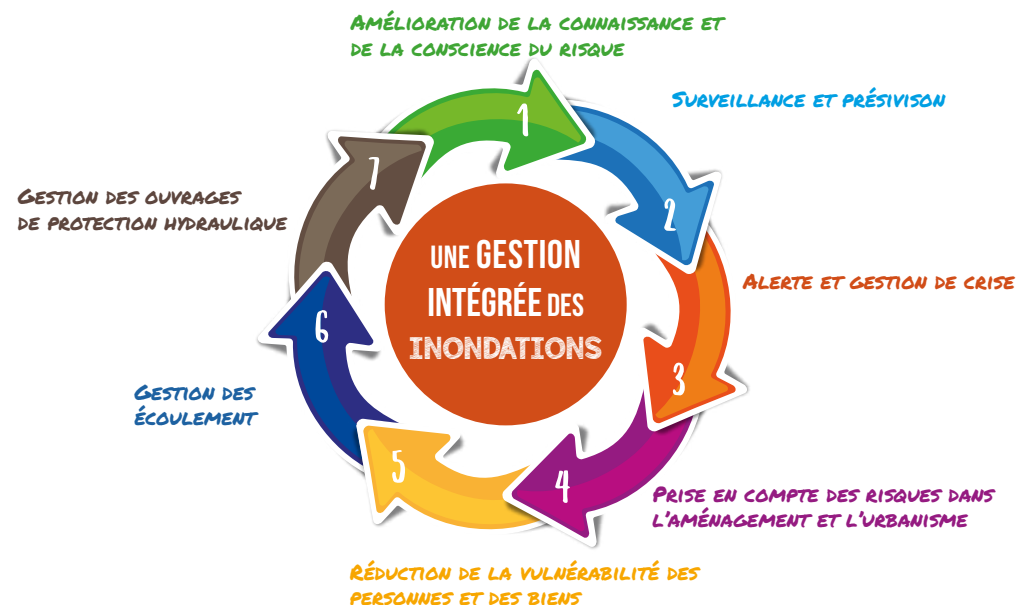 Amélioration de la connaissance et
de la conscience du risque
1
Surveillance et présivison
2
Alerte et gestion de crise
3
Prise en compte des risques dans
l'aménagement et l'urbanisme
4
Réduction de la vulnérabilité des
personnes et des biens
5
Gestion des
écoulement
6
Gestion des ouvrages
de protection hydraulique
7
UNE GESTION
INTÉGRÉE DES
INONDATIONS